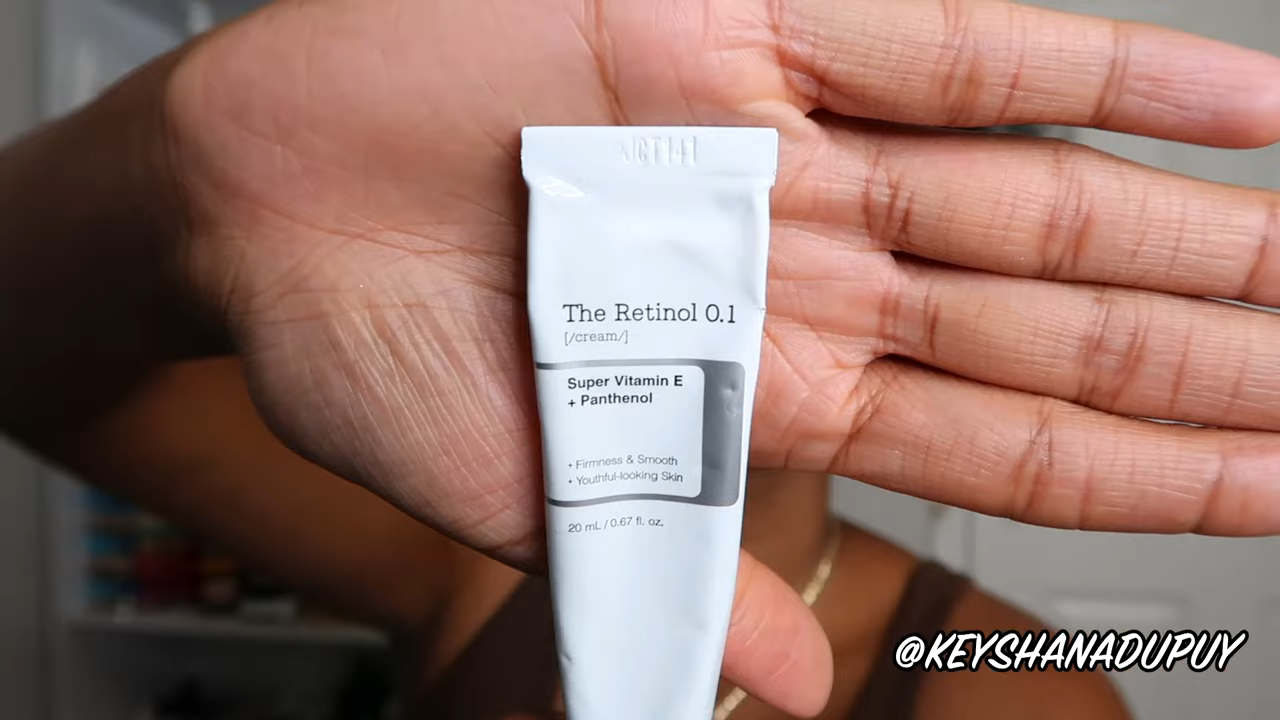 The Retinol 0.1
[/cream/]
Super Vitamin E
+ Panthenol
+ Firmness & Smooth
+ Youthful-looking Skin
20 mL / 0.67 fl. oz.
@KEYSHANADUPUY